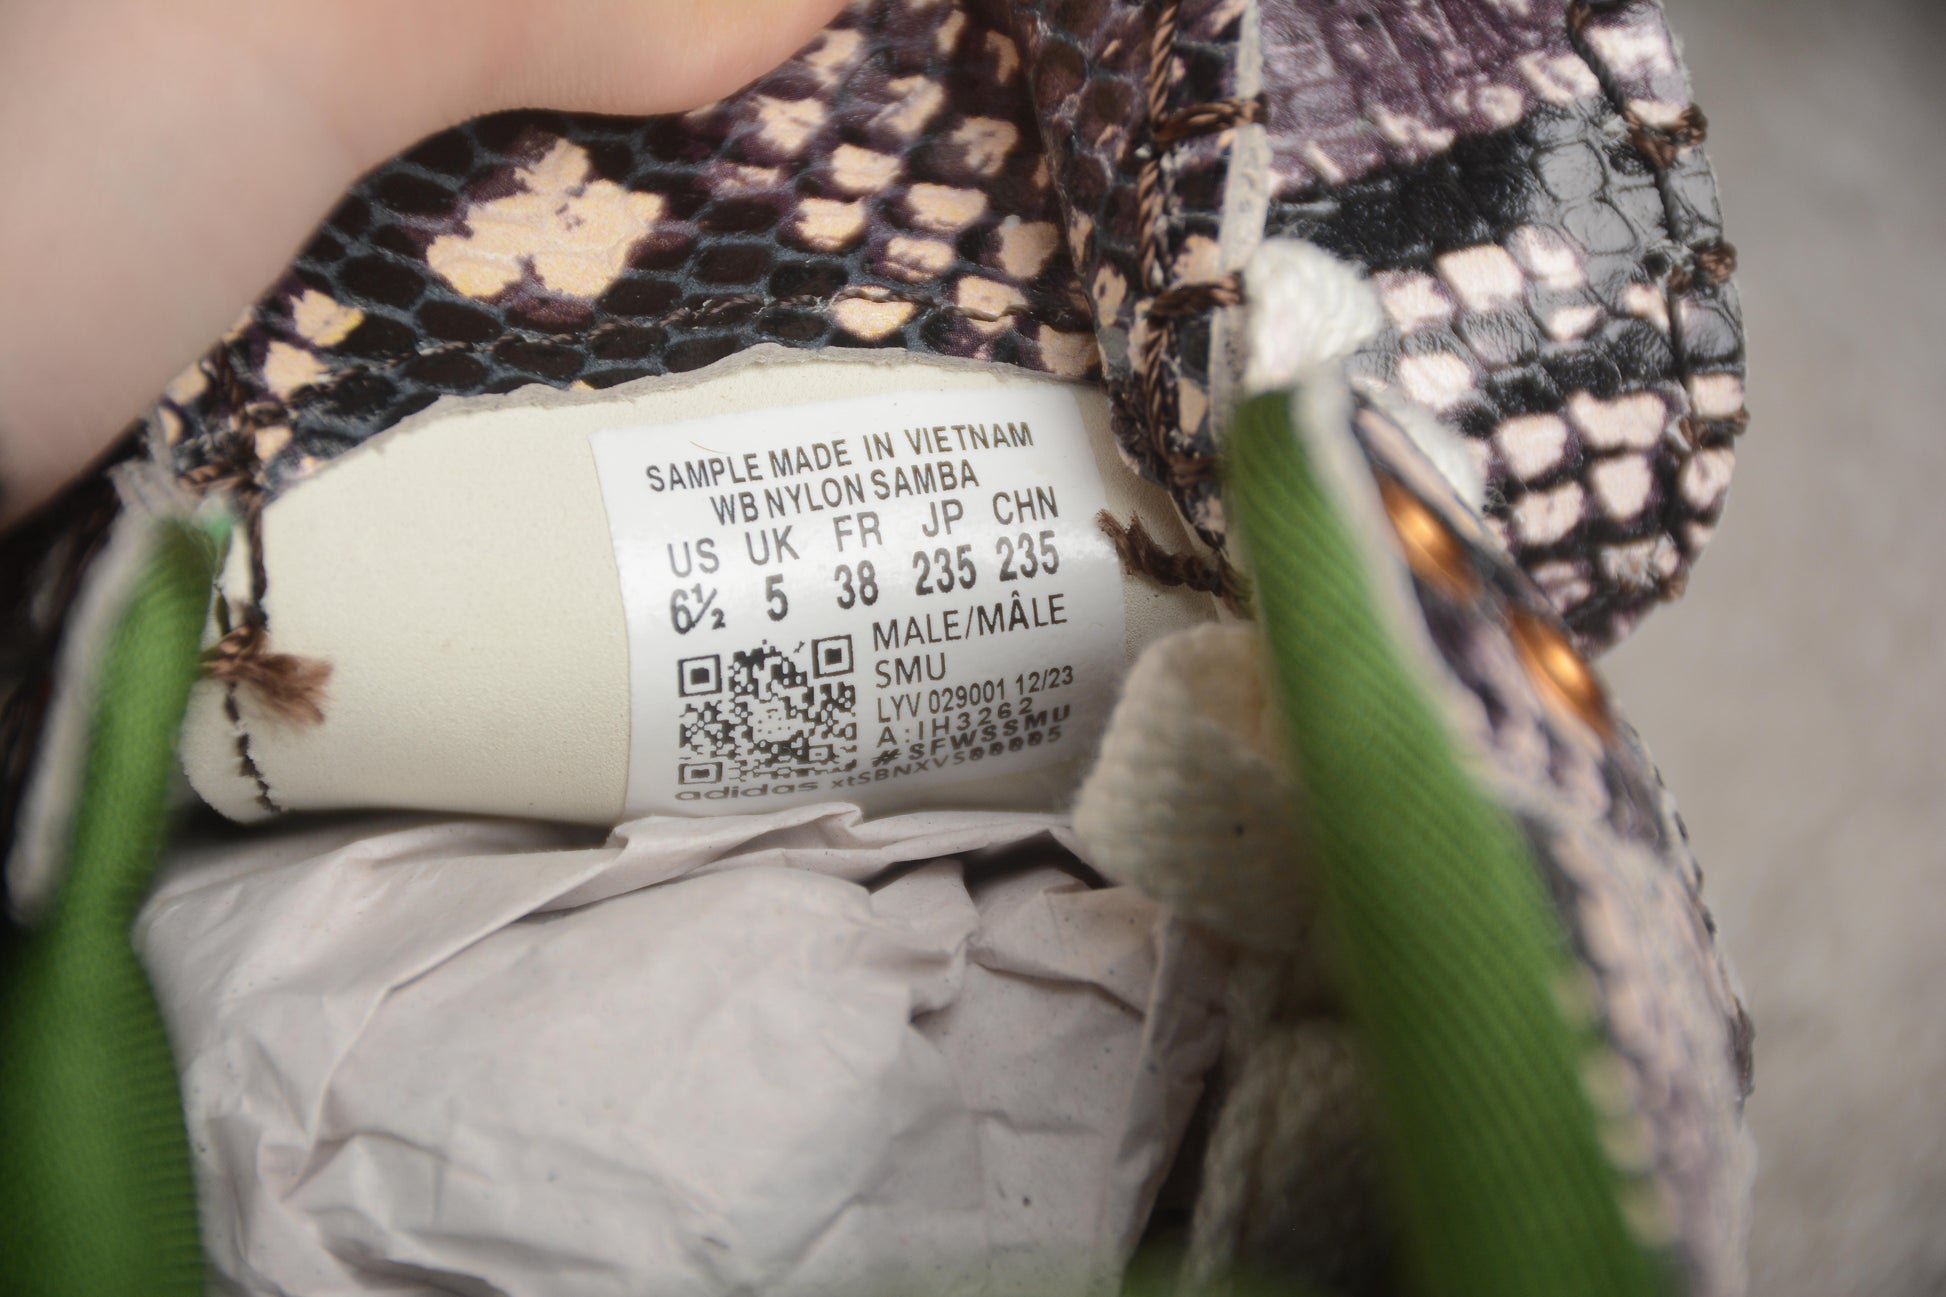 SAMPLE MADE IN VIETNAM
WB NYLON SAMBA
US UK FR JP CHN
6½ 5 38 235 235
MALE/MÂLE
SMU
LYV 029001 12/23
A:IH3262
#SFWSSMU
adidas xtSBNXVS00005